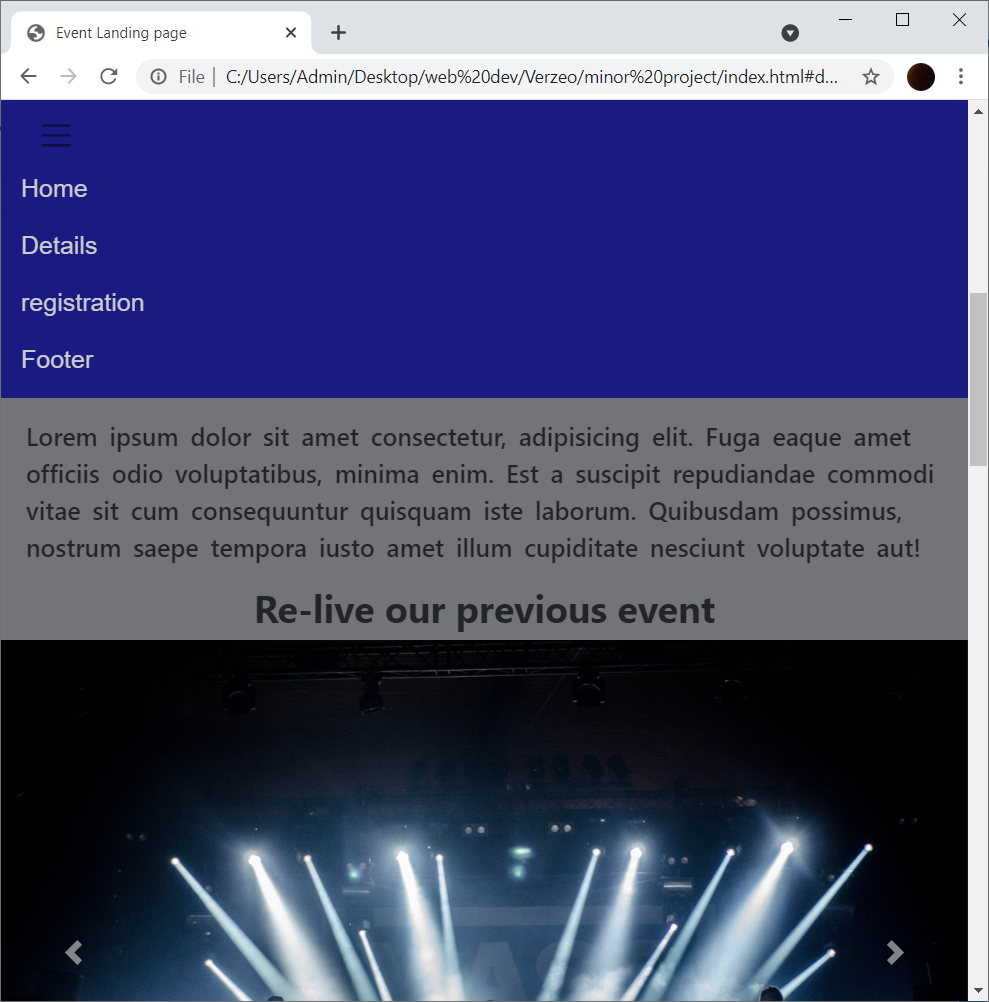 Event Landing page
File | C:/Users/Admin/Desktop/web%20dev/Verzeo/minor%20project/index.html#d...
Home
Details
registration
Footer
Lorem ipsum dolor sit amet consectetur, adipisicing elit. Fuga eaque amet
officiis odio voluptatibus, minima enim. Est a suscipit repudiandae commodi
vitae sit cum consequuntur quisquam iste laborum. Quibusdam possimus,
nostrum saepe tempora iusto amet illum cupiditate nesciunt voluptate aut!
Re-live our previous event